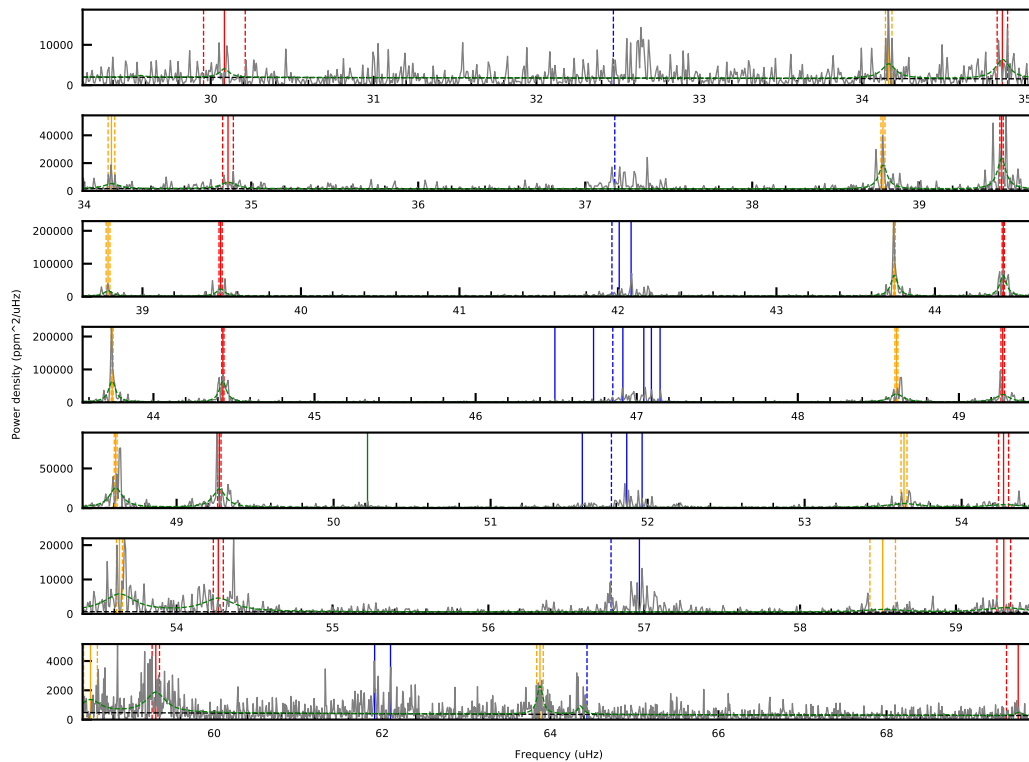 10000
0
30 31 32 33 34 35
40000
20000
0
34 35 36 37 38 39
200000
100000
0
39 40 41 42 43 44
200000
100000
0
44 45 46 47 48 49
50000
0
49 50 51 52 53 54
20000
10000
0
54 55 56 57 58 59
4000
2000
0
60 62 64 66 68
Power density (ppm^2/uHz)
Frequency (uHz)